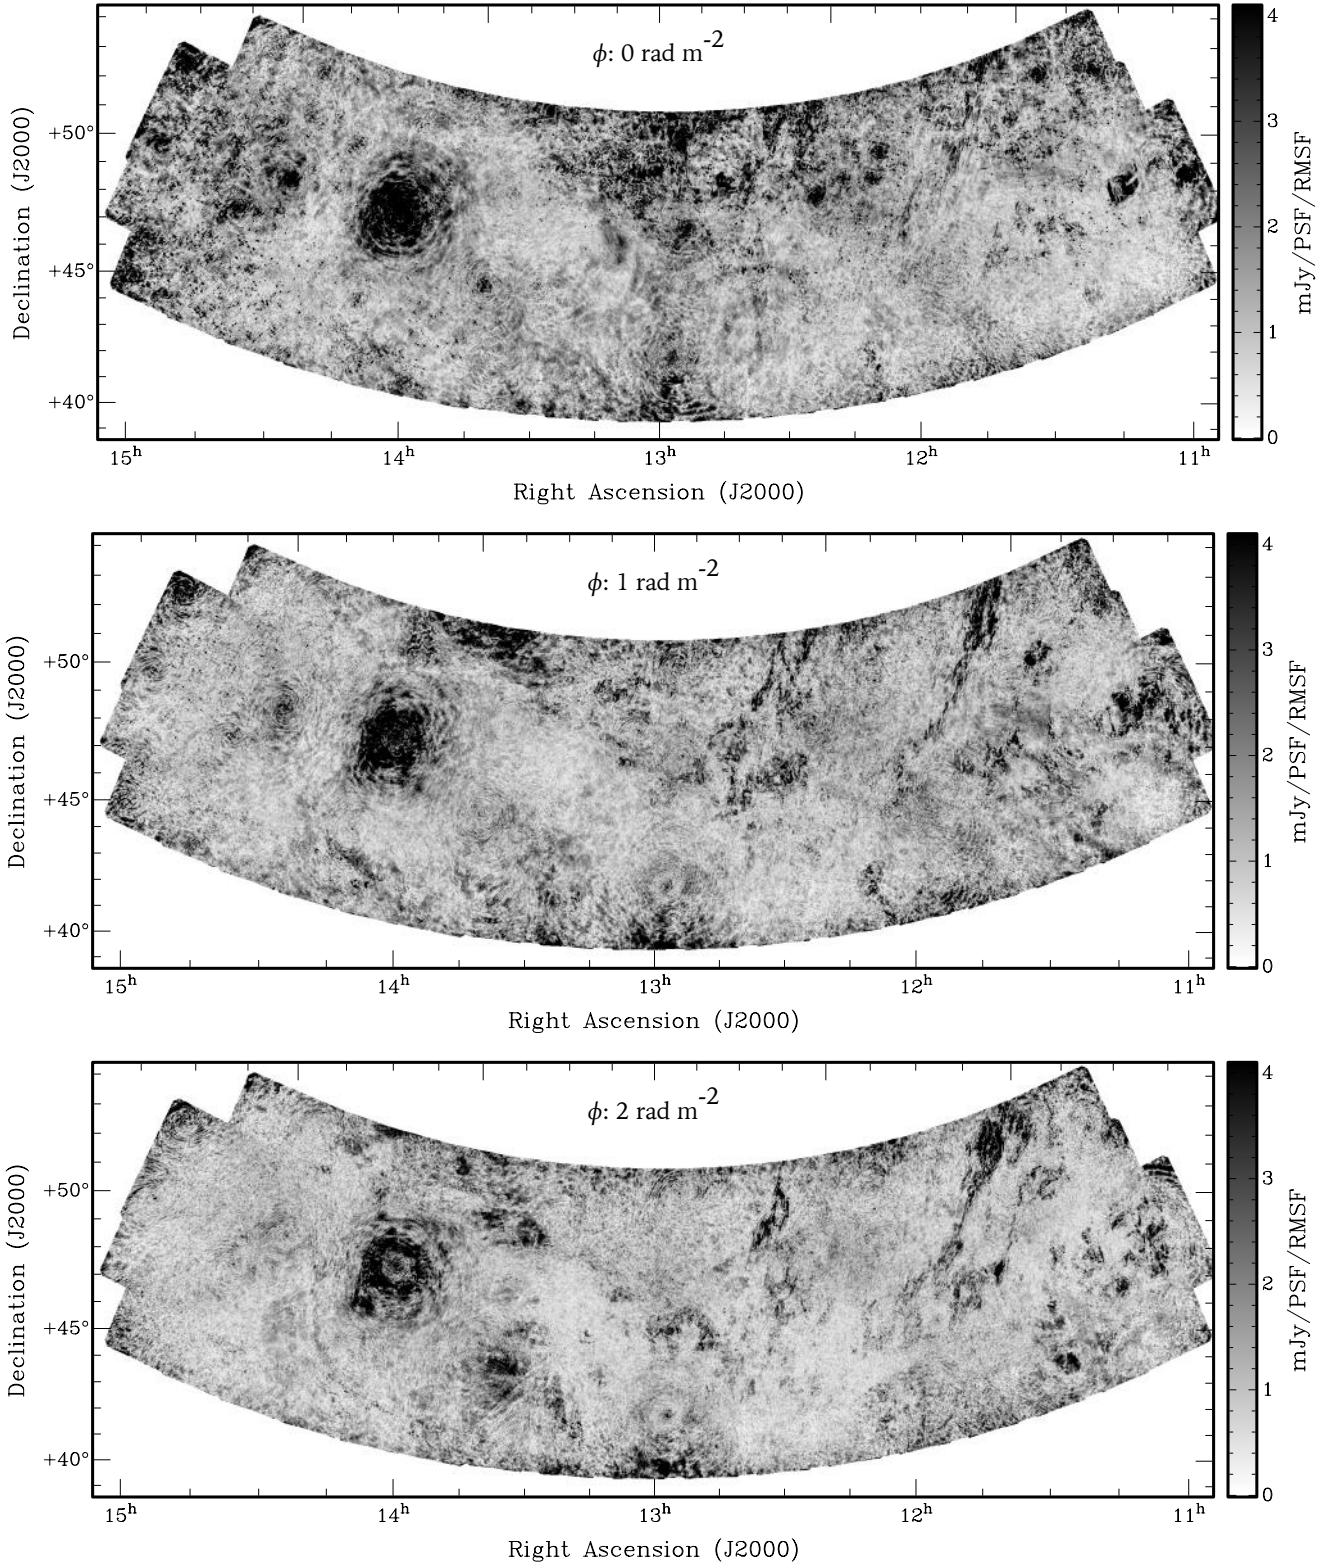 ϕ: 0 rad m-2
+50°
+45°
+40°
Declination (J2000)
15h 14h 13h 12h 11h
Right Ascension (J2000)
4
3
2
1
0
mJy/PSF/RMSF
ϕ: 1 rad m-2
+50°
+45°
+40°
Declination (J2000)
15h 14h 13h 12h 11h
Right Ascension (J2000)
4
3
2
1
0
mJy/PSF/RMSF
ϕ: 2 rad m-2
+50°
+45°
+40°
Declination (J2000)
15h 14h 13h 12h 11h
Right Ascension (J2000)
4
3
2
1
0
mJy/PSF/RMSF